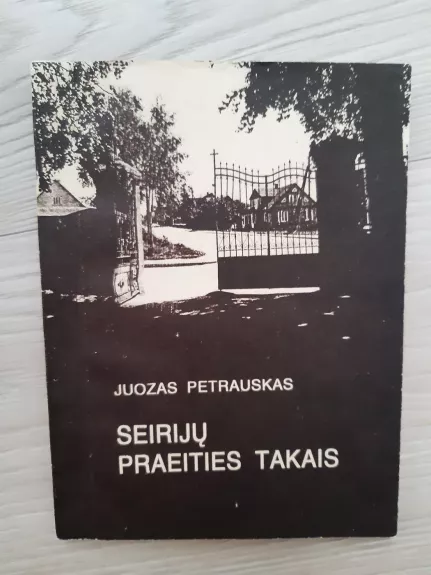 JUOZAS PETRAUSKAS
SEIRIJŲ
PRAEITIES TAKAIS